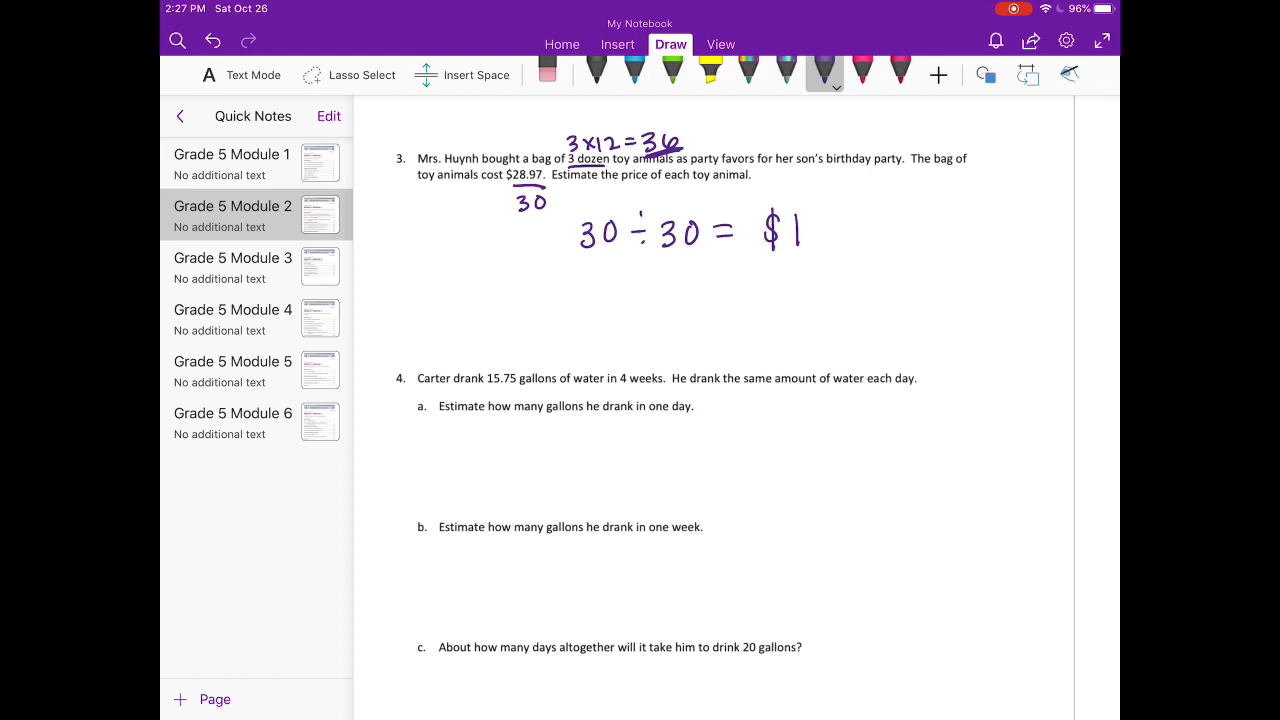 2:27 PM Sat Oct 26
96%
My Notebook
Home Insert Draw View
A Text Mode Lasso Select Insert Space
Quick Notes Edit
Grade 5 Module 1
No additional text
Grade 5 Module 2
No additional text
Grade 5 Module 3
No additional text
Grade 5 Module 4
No additional text
Grade 5 Module 5
No additional text
Grade 5 Module 6
No additional text
+ Page
3 x 12 = 36
3. Mrs. Huynh bought a bag of 3 dozen toy animals as party favors for her son's birthday party. The bag of
toy animals cost $28.97. Estimate the price of each toy animal.
30
30 ÷ 30 = $1
4. Carter drank 15.75 gallons of water in 4 weeks. He drank the same amount of water each day.
a. Estimate how many gallons he drank in one day.
b. Estimate how many gallons he drank in one week.
c. About how many days altogether will it take him to drink 20 gallons?